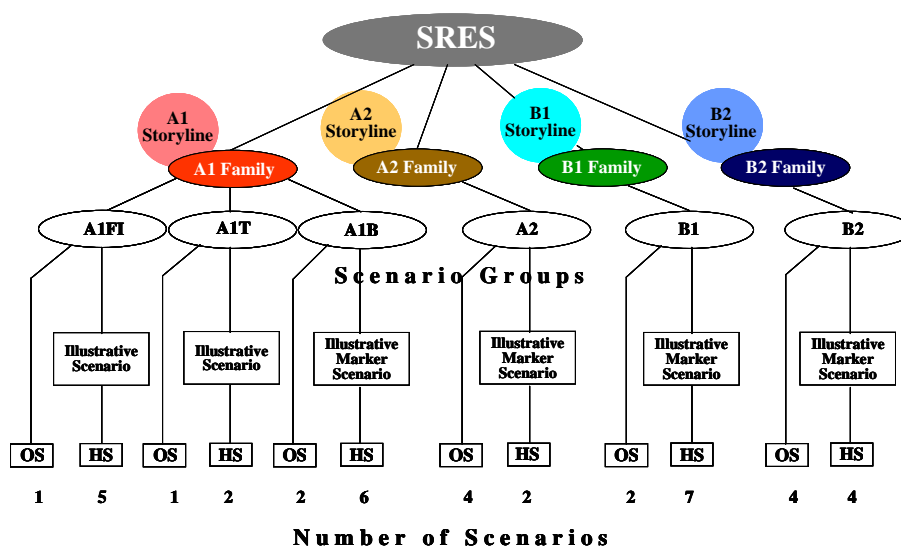 SRES
A1
Storyline
A2
Storyline
B1
Storyline
B2
Storyline
A1 Family
A2 Family
B1 Family
B2 Family
A1FI
A1T
A1B
A2
B1
B2
Scenario Groups
Illustrative
Scenario
Illustrative
Scenario
Illustrative
Marker
Scenario
Illustrative
Marker
Scenario
Illustrative
Marker
Scenario
Illustrative
Marker
Scenario
OS HS OS HS OS HS OS HS OS HS OS HS
1 5 1 2 2 6 4 2 2 7 4 4
Number of Scenarios